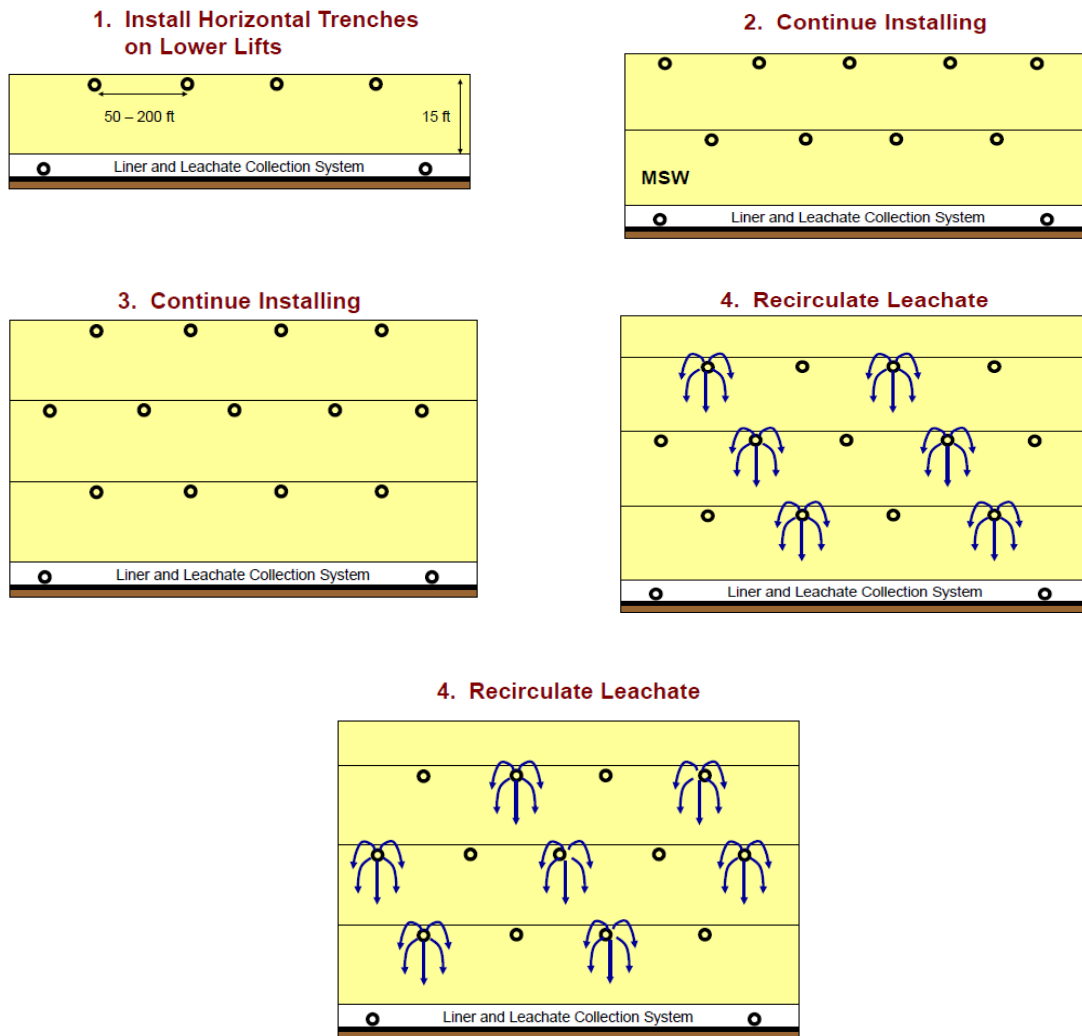 1. Install Horizontal Trenches
on Lower Lifts
50 – 200 ft
15 ft
Liner and Leachate Collection System
2. Continue Installing
MSW
Liner and Leachate Collection System
3. Continue Installing
Liner and Leachate Collection System
4. Recirculate Leachate
Liner and Leachate Collection System
4. Recirculate Leachate
Liner and Leachate Collection System